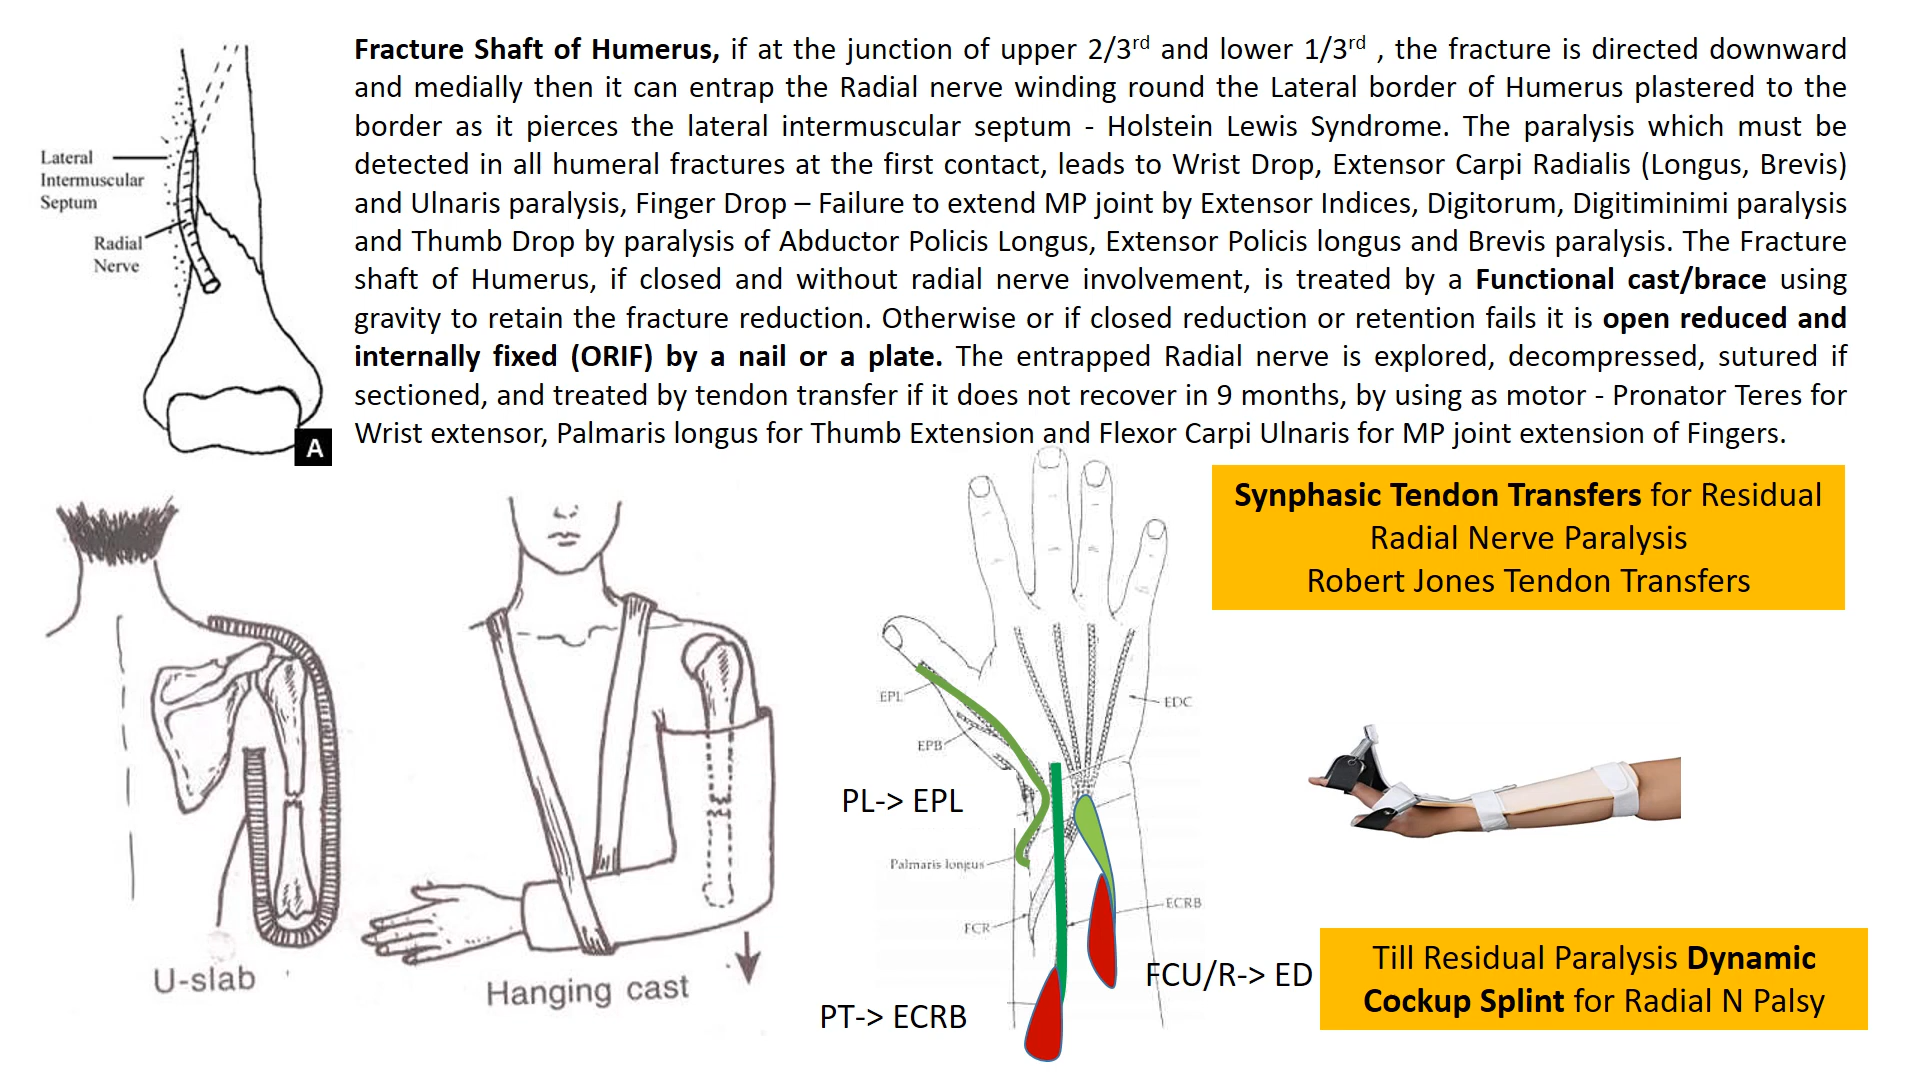 Fracture Shaft of Humerus, if at the junction of upper 2/3rd and lower 1/3rd , the fracture is directed downward
and medially then it can entrap the Radial nerve winding round the Lateral border of Humerus plastered to the
border as it pierces the lateral intermuscular septum - Holstein Lewis Syndrome. The paralysis which must be
detected in all humeral fractures at the first contact, leads to Wrist Drop, Extensor Carpi Radialis (Longus, Brevis)
and Ulnaris paralysis, Finger Drop – Failure to extend MP joint by Extensor Indices, Digitorum, Digitiminimi paralysis
and Thumb Drop by paralysis of Abductor Policis Longus, Extensor Policis longus and Brevis paralysis. The Fracture
shaft of Humerus, if closed and without radial nerve involvement, is treated by a Functional cast/brace using
gravity to retain the fracture reduction. Otherwise or if closed reduction or retention fails it is open reduced and
internally fixed (ORIF) by a nail or a plate. The entrapped Radial nerve is explored, decompressed, sutured if
sectioned, and treated by tendon transfer if it does not recover in 9 months, by using as motor - Pronator Teres for
Wrist extensor, Palmaris longus for Thumb Extension and Flexor Carpi Ulnaris for MP joint extension of Fingers.
Lateral
Intermuscular
Septum
Radial
Nerve
A
U-slab
Hanging cast
EPL
EPB
EDC
PL-> EPL
Palmaris longus
FCR
ECRB
FCU/R-> ED
PT-> ECRB
Synphasic Tendon Transfers for Residual
Radial Nerve Paralysis
Robert Jones Tendon Transfers
Till Residual Paralysis Dynamic
Cockup Splint for Radial N Palsy